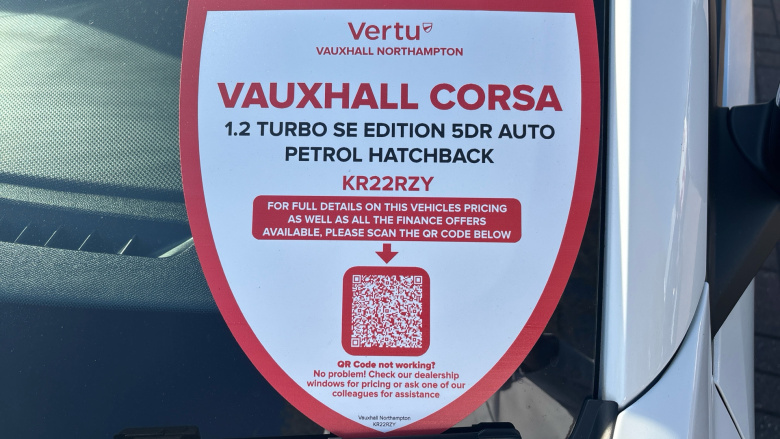 Vertu
VAUXHALL NORTHAMPTON
VAUXHALL CORSA
1.2 TURBO SE EDITION 5DR AUTO
PETROL HATCHBACK
KR22RZY
FOR FULL DETAILS ON THIS VEHICLES PRICING
AS WELL AS ALL THE FINANCE OFFERS
AVAILABLE, PLEASE SCAN THE QR CODE BELOW
QR Code not working?
No problem! Check our dealership
windows for pricing or ask one of our
colleagues for assistance
Vauxhall Northampton
KR22RZY